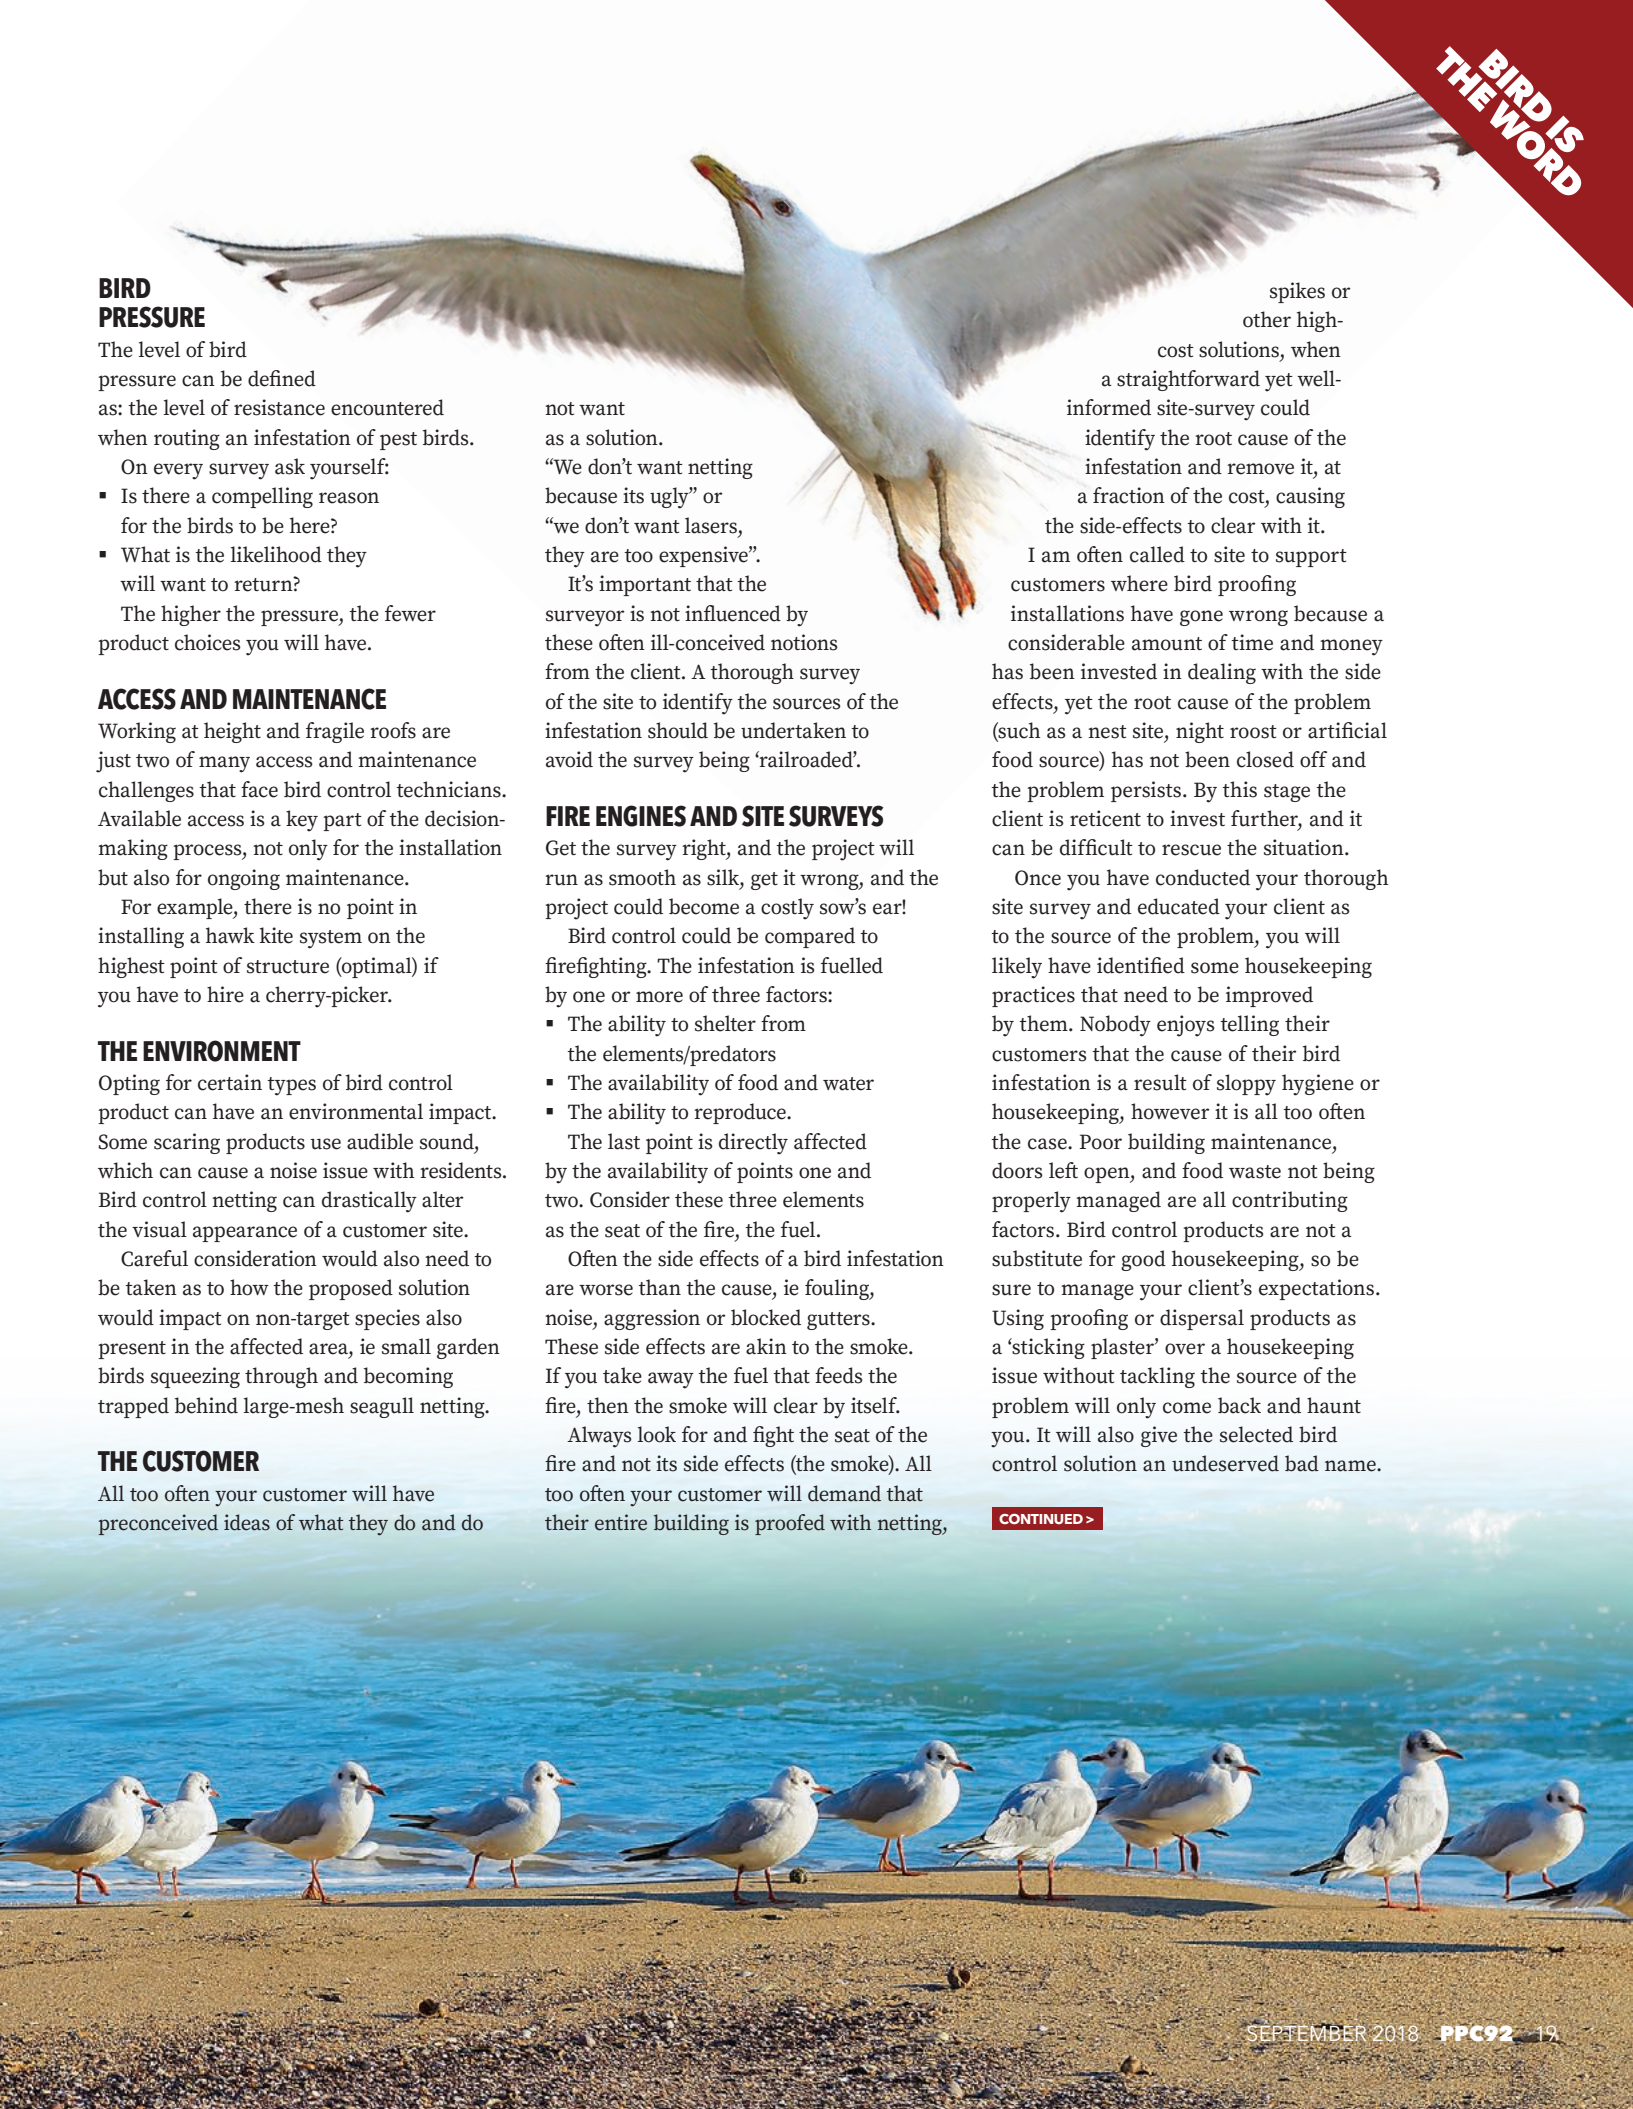 BIRD IS
THE WORD
BIRD
PRESSURE
The level of bird
pressure can be defined
as: the level of resistance encountered
when routing an infestation of pest birds.
On every survey ask yourself:
▪ Is there a compelling reason
for the birds to be here?
▪ What is the likelihood they
will want to return?
The higher the pressure, the fewer
product choices you will have.
ACCESS AND MAINTENANCE
Working at height and fragile roofs are
just two of many access and maintenance
challenges that face bird control technicians.
Available access is a key part of the decision-
making process, not only for the installation
but also for ongoing maintenance.
For example, there is no point in
installing a hawk kite system on the
highest point of structure (optimal) if
you have to hire a cherry-picker.
THE ENVIRONMENT
Opting for certain types of bird control
product can have an environmental impact.
Some scaring products use audible sound,
which can cause a noise issue with residents.
Bird control netting can drastically alter
the visual appearance of a customer site.
Careful consideration would also need to
be taken as to how the proposed solution
would impact on non-target species also
present in the affected area, ie small garden
birds squeezing through and becoming
trapped behind large-mesh seagull netting.
THE CUSTOMER
All too often your customer will have
preconceived ideas of what they do and do
not want
as a solution.
“We don’t want netting
because its ugly” or
“we don’t want lasers,
they are too expensive”.
It’s important that the
surveyor is not influenced by
these often ill-conceived notions
from the client. A thorough survey
of the site to identify the sources of the
infestation should be undertaken to
avoid the survey being ‘railroaded’.
FIRE ENGINES AND SITE SURVEYS
Get the survey right, and the project will
run as smooth as silk, get it wrong, and the
project could become a costly sow’s ear!
Bird control could be compared to
firefighting. The infestation is fuelled
by one or more of three factors:
▪ The ability to shelter from
the elements/predators
▪ The availability of food and water
▪ The ability to reproduce.
The last point is directly affected
by the availability of points one and
two. Consider these three elements
as the seat of the fire, the fuel.
Often the side effects of a bird infestation
are worse than the cause, ie fouling,
noise, aggression or blocked gutters.
These side effects are akin to the smoke.
If you take away the fuel that feeds the
fire, then the smoke will clear by itself.
Always look for and fight the seat of the
fire and not its side effects (the smoke). All
too often your customer will demand that
their entire building is proofed with netting,
spikes or
other high-
cost solutions, when
a straightforward yet well-
informed site-survey could
identify the root cause of the
infestation and remove it, at
a fraction of the cost, causing
the side-effects to clear with it.
I am often called to site to support
customers where bird proofing
installations have gone wrong because a
considerable amount of time and money
has been invested in dealing with the side
effects, yet the root cause of the problem
(such as a nest site, night roost or artificial
food source) has not been closed off and
the problem persists. By this stage the
client is reticent to invest further, and it
can be difficult to rescue the situation.
Once you have conducted your thorough
site survey and educated your client as
to the source of the problem, you will
likely have identified some housekeeping
practices that need to be improved
by them. Nobody enjoys telling their
customers that the cause of their bird
infestation is a result of sloppy hygiene or
housekeeping, however it is all too often
the case. Poor building maintenance,
doors left open, and food waste not being
properly managed are all contributing
factors. Bird control products are not a
substitute for good housekeeping, so be
sure to manage your client’s expectations.
Using proofing or dispersal products as
a ‘sticking plaster’ over a housekeeping
issue without tackling the source of the
problem will only come back and haunt
you. It will also give the selected bird
control solution an undeserved bad name.
CONTINUED >
SEPTEMBER 2018 PPC92 19